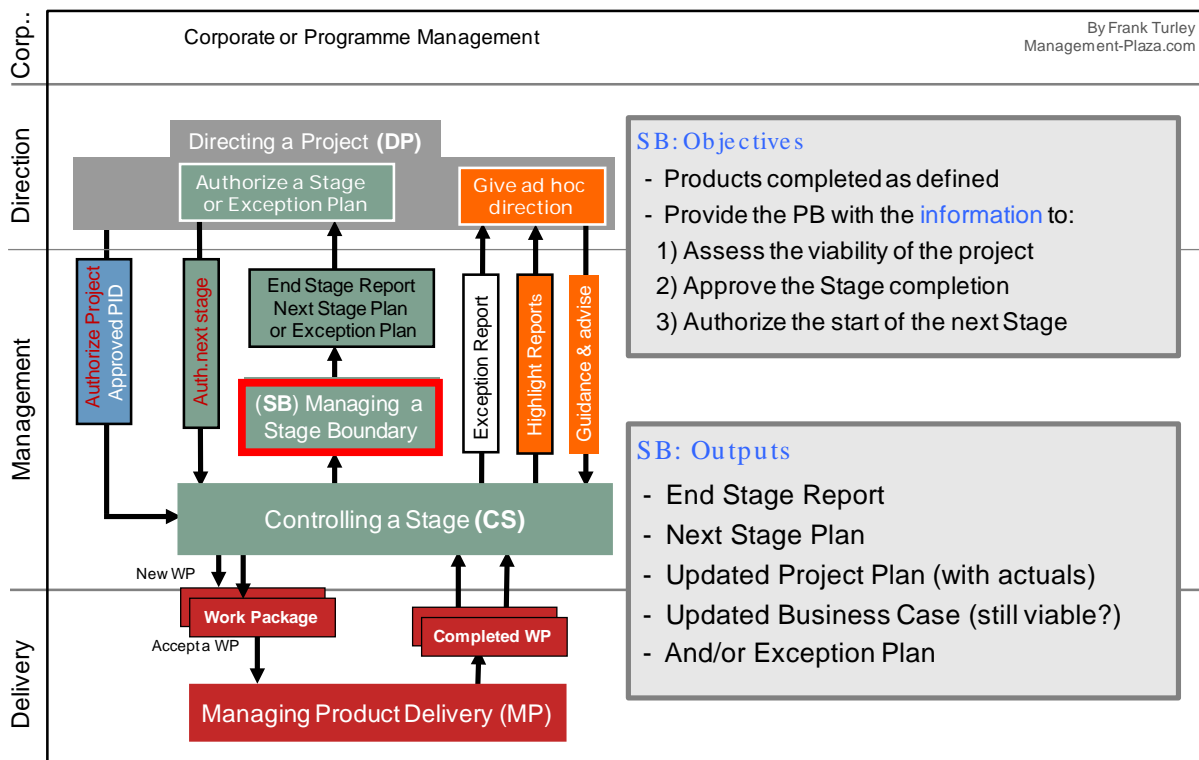 Corp..
Corporate or Programme Management
By Frank Turley
Management-Plaza.com
Direction
Directing a Project (DP)
Authorize a Stage
or Exception Plan
Give ad hoc
direction
Management
Authorize Project
Approved PID
Auth.next stage
End Stage Report
Next Stage Plan
or Exception Plan
(SB) Managing a
Stage Boundary
Exception Report
Highlight Reports
Guidance & advise
Controlling a Stage (CS)
Delivery
New WP
Work Package
Accept a WP
Completed WP
Managing Product Delivery (MP)
SB: Objectives
- Products completed as defined
- Provide the PB with the information to:
1) Assess the viability of the project
2) Approve the Stage completion
3) Authorize the start of the next Stage
SB: Outputs
- End Stage Report
- Next Stage Plan
- Updated Project Plan (with actuals)
- Updated Business Case (still viable?)
- And/or Exception Plan